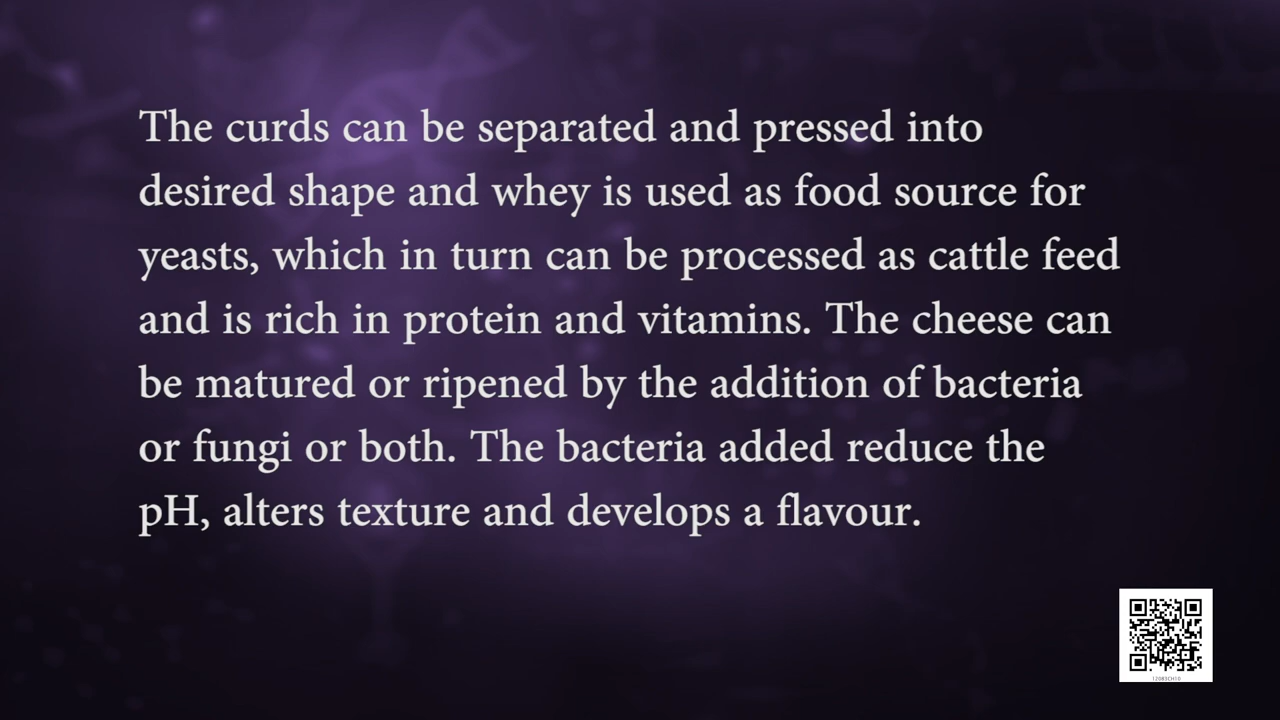 The curds can be separated and pressed into
desired shape and whey is used as food source for
yeasts, which in turn can be processed as cattle feed
and is rich in protein and vitamins. The cheese can
be matured or ripened by the addition of bacteria
or fungi or both. The bacteria added reduce the
pH, alters texture and develops a flavour.
12083CH10